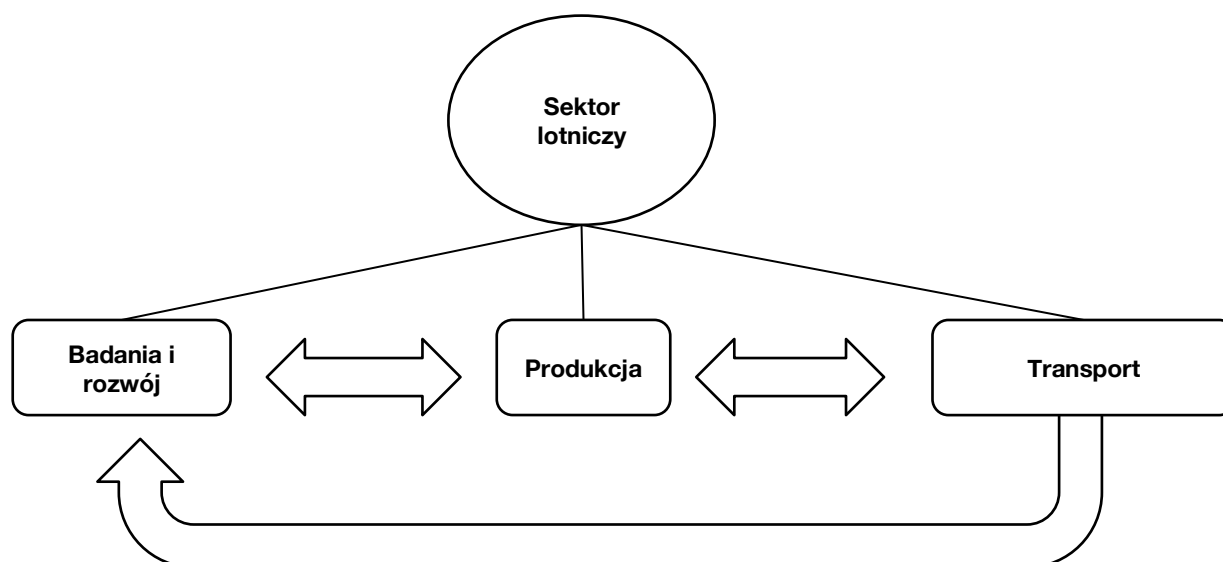 Sektor
lotniczy
Badania i
rozwój
Produkcja
Transport